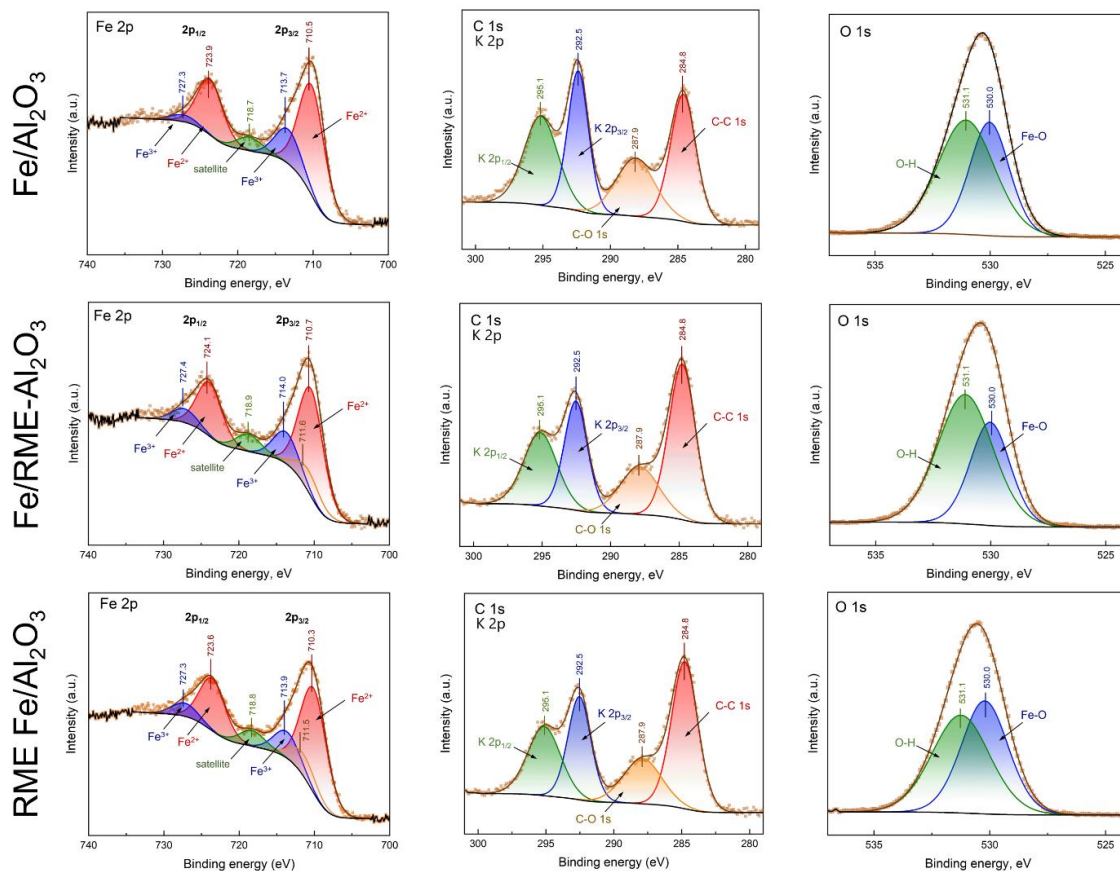 Fe/Al₂O₃
Fe 2p
2p₁/₂
2p₃/₂
727.3
723.9
718.7
713.7
710.5
Fe³⁺
Fe²⁺
satellite
Fe³⁺
Fe²⁺
Intensity (a.u.)
740 730 720 710 700
Binding energy, eV
C 1s
K 2p
295.1
292.5
287.9
284.8
K 2p₁/₂
K 2p₃/₂
C-O 1s
C-C 1s
Intensity (a.u.)
300 295 290 285 280
Binding energy, eV
O 1s
531.1
530.0
O-H
Fe-O
Intensity (a.u.)
535 530 525
Binding energy, eV
Fe/RME-Al₂O₃
Fe 2p
2p₁/₂
2p₃/₂
727.4
724.1
718.9
714.0
711.6
710.7
Fe³⁺
Fe²⁺
satellite
Fe³⁺
Fe²⁺
Intensity (a.u.)
740 730 720 710 700
Binding energy, eV
C 1s
K 2p
295.1
292.5
287.9
284.8
K 2p₁/₂
K 2p₃/₂
C-O 1s
C-C 1s
Intensity (a.u.)
300 295 290 285 280
Binding energy, eV
O 1s
531.1
530.0
O-H
Fe-O
Intensity (a.u.)
535 530 525
Binding energy, eV
RME Fe/Al₂O₃
Fe 2p
2p₁/₂
2p₃/₂
727.3
723.6
718.8
713.9
711.5
710.3
Fe³⁺
Fe²⁺
satellite
Fe³⁺
Fe²⁺
Intensity (a.u.)
740 730 720 710 700
Binding energy (eV)
C 1s
K 2p
295.1
292.5
287.9
284.8
K 2p₁/₂
K 2p₃/₂
C-O 1s
C-C 1s
Intensity (a.u.)
300 295 290 285 280
Binding energy (eV)
O 1s
531.1
530.0
O-H
Fe-O
Intensity (a.u.)
535 530 525
Binding energy, eV